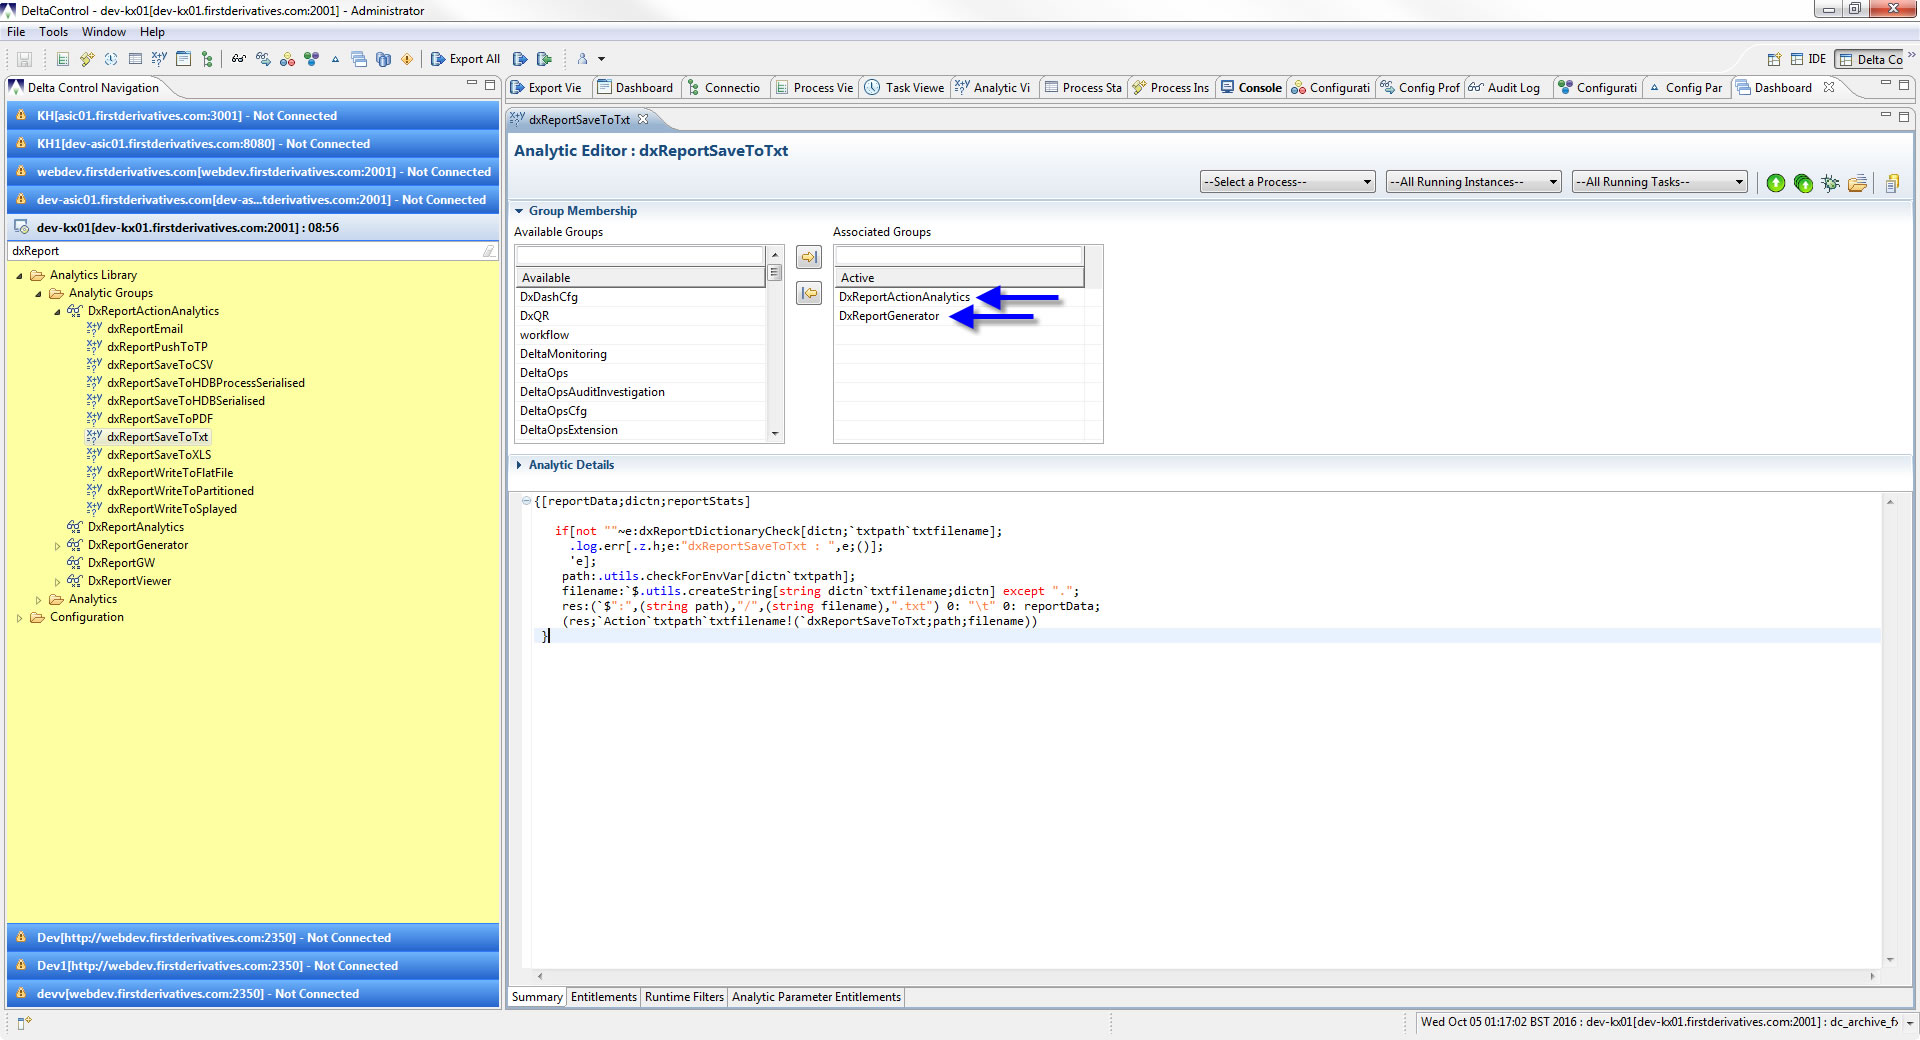 DeltaControl - dev-kx01[dev-kx01.firstderivatives.com:2001] - Administrator
File Tools Window Help
Export All
IDE
Delta Co
Delta Control Navigation
KH[asic01.firstderivatives.com:3001] - Not Connected
KH1[dev-asic01.firstderivatives.com:8080] - Not Connected
webdev.firstderivatives.com[webdev.firstderivatives.com:2001] - Not Connected
dev-asic01.firstderivatives.com[dev-as...tderivatives.com:2001] - Not Connected
dev-kx01[dev-kx01.firstderivatives.com:2001] : 08:56
dxReport
Analytics Library
Analytic Groups
DxReportActionAnalytics
dxReportEmail
dxReportPushToTP
dxReportSaveToCSV
dxReportSaveToHDBProcessSerialised
dxReportSaveToHDBSerialised
dxReportSaveToPDF
dxReportSaveToTxt
dxReportSaveToXLS
dxReportWriteToFlatFile
dxReportWriteToPartitioned
dxReportWriteToSplayed
DxReportAnalytics
DxReportGenerator
DxReportGW
DxReportViewer
Analytics
Configuration
Dev[http://webdev.firstderivatives.com:2350] - Not Connected
Dev1[http://webdev.firstderivatives.com:2350] - Not Connected
devv[webdev.firstderivatives.com:2350] - Not Connected
Export Vie Dashboard Connectio Process Vie Task Viewe Analytic Vi Process Sta Process Ins Console Configurati Config Prof Audit Log Configurati Config Par Dashboard
dxReportSaveToTxt
Analytic Editor : dxReportSaveToTxt
--Select a Process-- --All Running Instances-- --All Running Tasks--
Group Membership
Available Groups
Available
DxDashCfg
DxQR
workflow
DeltaMonitoring
DeltaOps
DeltaOpsAuditInvestigation
DeltaOpsCfg
DeltaOpsExtension
Associated Groups
Active
DxReportActionAnalytics
DxReportGenerator
Analytic Details
{[reportData;dictn;reportStats]
if[not ""~e:dxReportDictionaryCheck[dictn;`txtpath`txtfilename];
.log.err[.z.h;e:"dxReportSaveToTxt : ",e;()];
'e];
path:.utils.checkForEnvVar[dictn`txtpath];
filename:`$.utils.createString[string dictn`txtfilename;dictn] except ".";
res:(`$":",(string path),"/",(string filename),".txt") 0: "\t" 0: reportData;
(res;`Action`txtpath`txtfilename!(`dxReportSaveToTxt;path;filename))
}
Summary Entitlements Runtime Filters Analytic Parameter Entitlements
Wed Oct 05 01:17:02 BST 2016 : dev-kx01[dev-kx01.firstderivatives.com:2001] : dc_archive_f